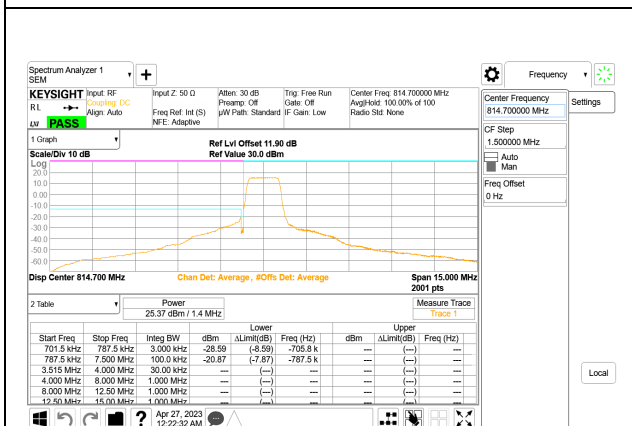 Spectrum Analyzer 1
SEM
Frequency
KEYSIGHT Input: RF Input Z: 50 Ω Atten: 30 dB Trig: Free Run Center Freq: 814.700000 MHz
RL Coupling: DC Preamp: Off Gate: Off Avg|Hold: 100.00% of 100
Align: Auto Freq Ref: Int (S) µW Path: Standard IF Gain: Low Radio Std: None
PASS NFE: Adaptive
Center Frequency
814.700000 MHz
Settings
CF Step
1.500000 MHz
Auto
Man
Freq Offset
0 Hz
Local
1 Graph
Ref Lvl Offset 11.90 dB
Scale/Div 10 dB Ref Value 30.0 dBm
Log
20.0
10.0
0.00
-10.0
-20.0
-30.0
-40.0
-50.0
-60.0
Disp Center 814.700 MHz Chan Det: Average , #Offs Det: Average Span 15.000 MHz
2001 pts
2 Table Power Measure Trace
25.37 dBm / 1.4 MHz Trace 1
Lower Upper
Start Freq Stop Freq Integ BW dBm ΔLimit(dB) Freq (Hz) dBm ΔLimit(dB) Freq (Hz)
701.5 kHz 787.5 kHz 3.000 kHz -28.59 (-8.59) -705.8 k --- (---) ---
787.5 kHz 7.500 MHz 100.0 kHz -20.87 (-7.87) -787.5 k --- (---) ---
3.515 MHz 4.000 MHz 30.00 kHz --- (---) --- --- (---) ---
4.000 MHz 8.000 MHz 1.000 MHz --- (---) --- --- (---) ---
8.000 MHz 12.50 MHz 1.000 MHz --- (---) --- --- (---) ---
12.50 MHz 15.00 MHz 1.000 MHz --- (---) --- --- (---) ---
? Apr 27, 2023
12:22:32 AM